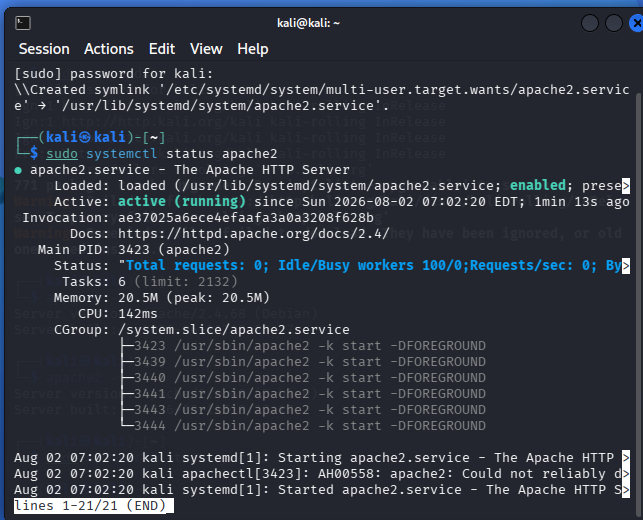 kali@kali: ~
Session Actions Edit View Help
[sudo] password for kali:
\\Created symlink '/etc/systemd/system/multi-user.target.wants/apache2.servic
e' → '/usr/lib/systemd/system/apache2.service'.
┌──(kali㉿kali)-[~]
└─$ sudo systemctl status apache2
● apache2.service - The Apache HTTP Server
Loaded: loaded (/usr/lib/systemd/system/apache2.service; enabled; prese>
Active: active (running) since Sun 2026-08-02 07:02:20 EDT; 1min 13s ago
Invocation: ae37025a6ece4efaafa3a0a3208f628b
Docs: https://httpd.apache.org/docs/2.4/
Main PID: 3423 (apache2)
Status: "Total requests: 0; Idle/Busy workers 100/0;Requests/sec: 0; By>
Tasks: 6 (limit: 2132)
Memory: 20.5M (peak: 20.5M)
CPU: 142ms
CGroup: /system.slice/apache2.service
├─3423 /usr/sbin/apache2 -k start -DFOREGROUND
├─3439 /usr/sbin/apache2 -k start -DFOREGROUND
├─3440 /usr/sbin/apache2 -k start -DFOREGROUND
├─3441 /usr/sbin/apache2 -k start -DFOREGROUND
├─3443 /usr/sbin/apache2 -k start -DFOREGROUND
└─3444 /usr/sbin/apache2 -k start -DFOREGROUND
Aug 02 07:02:20 kali systemd[1]: Starting apache2.service - The Apache HTTP >
Aug 02 07:02:20 kali apachectl[3423]: AH00558: apache2: Could not reliably d>
Aug 02 07:02:20 kali systemd[1]: Started apache2.service - The Apache HTTP S>
lines 1-21/21 (END)